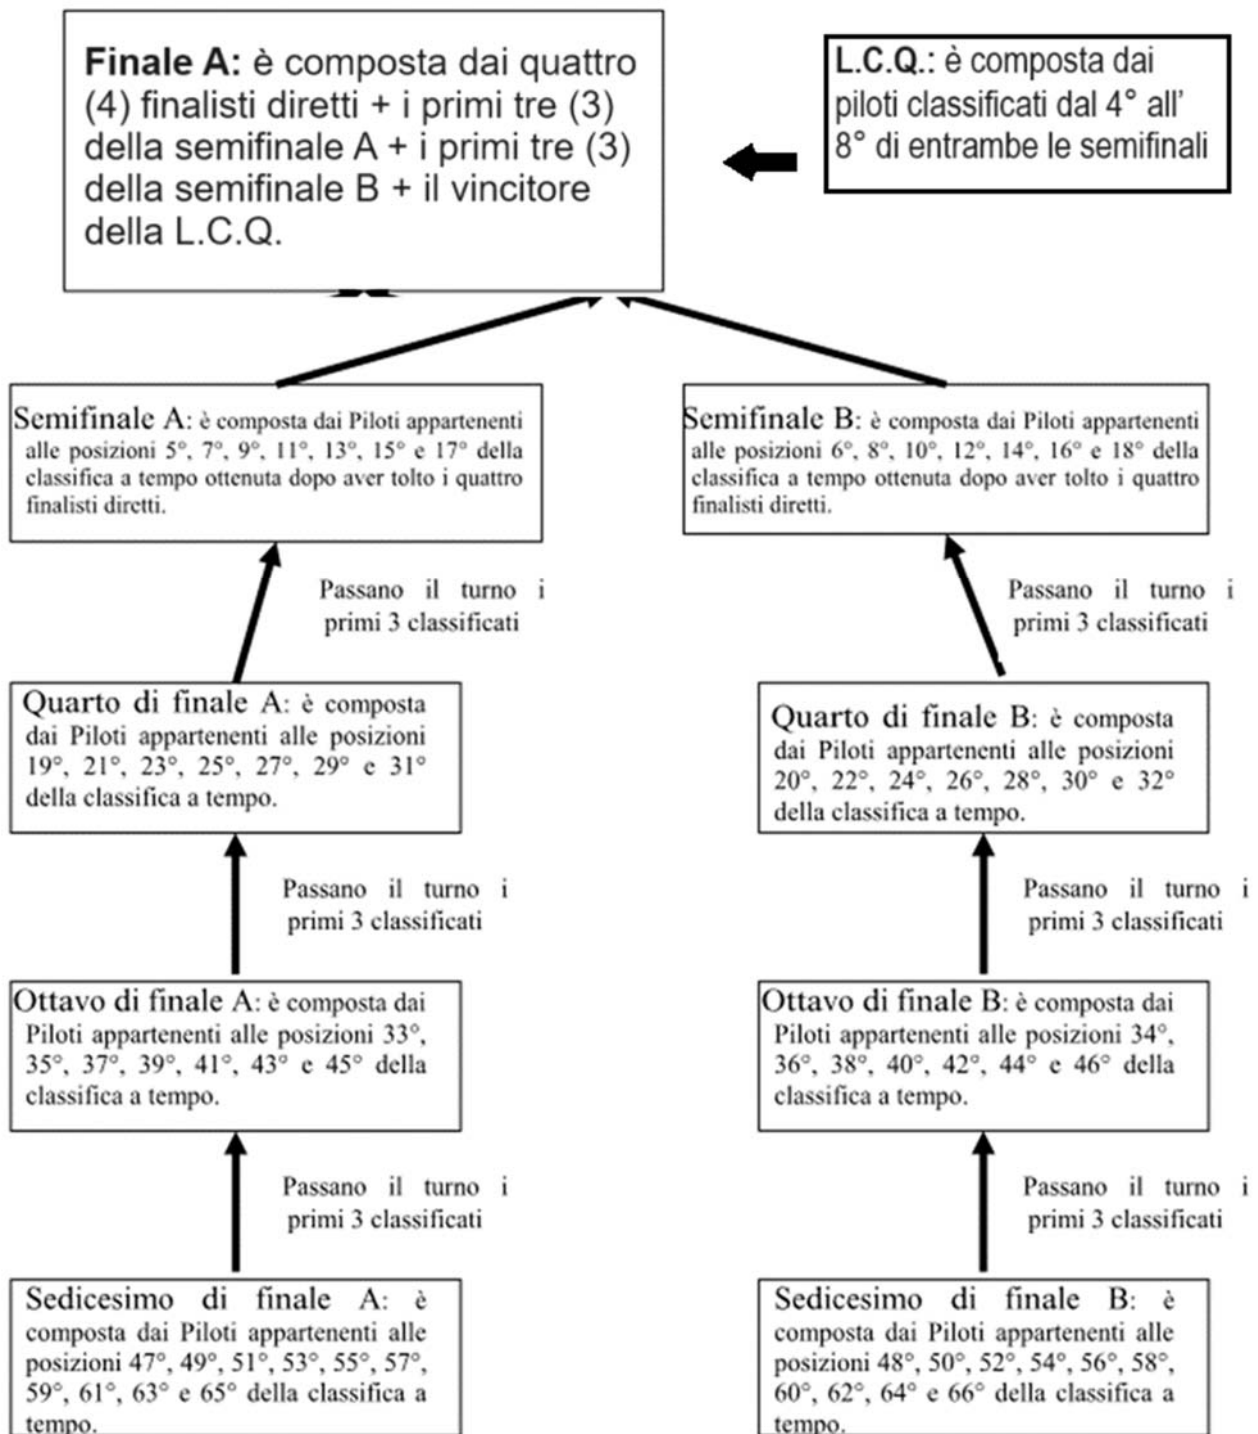 Finale A: è composta dai quattro
(4) finalisti diretti + i primi tre (3)
della semifinale A + i primi tre (3)
della semifinale B + il vincitore
della L.C.Q.
L.C.Q.: è composta dai
piloti classificati dal 4° all'
8° di entrambe le semifinali
Semifinale A: è composta dai Piloti appartenenti
alle posizioni 5°, 7°, 9°, 11°, 13°, 15° e 17° della
classifica a tempo ottenuta dopo aver tolto i quattro
finalisti diretti.
Semifinale B: è composta dai Piloti appartenenti
alle posizioni 6°, 8°, 10°, 12°, 14°, 16° e 18° della
classifica a tempo ottenuta dopo aver tolto i quattro
finalisti diretti.
Passano il turno i
primi 3 classificati
Passano il turno i
primi 3 classificati
Quarto di finale A: è composta
dai Piloti appartenenti alle posizioni
19°, 21°, 23°, 25°, 27°, 29° e 31°
della classifica a tempo.
Quarto di finale B: è composta
dai Piloti appartenenti alle posizioni
20°, 22°, 24°, 26°, 28°, 30° e 32°
della classifica a tempo.
Passano il turno i
primi 3 classificati
Passano il turno i
primi 3 classificati
Ottavo di finale A: è composta dai
Piloti appartenenti alle posizioni 33°,
35°, 37°, 39°, 41°, 43° e 45° della
classifica a tempo.
Ottavo di finale B: è composta dai
Piloti appartenenti alle posizioni 34°,
36°, 38°, 40°, 42°, 44° e 46° della
classifica a tempo.
Passano il turno i
primi 3 classificati
Passano il turno i
primi 3 classificati
Sedicesimo di finale A: è
composta dai Piloti appartenenti alle
posizioni 47°, 49°, 51°, 53°, 55°, 57°,
59°, 61°, 63° e 65° della classifica a
tempo.
Sedicesimo di finale B: è
composta dai Piloti appartenenti alle
posizioni 48°, 50°, 52°, 54°, 56°, 58°,
60°, 62°, 64° e 66° della classifica a
tempo.